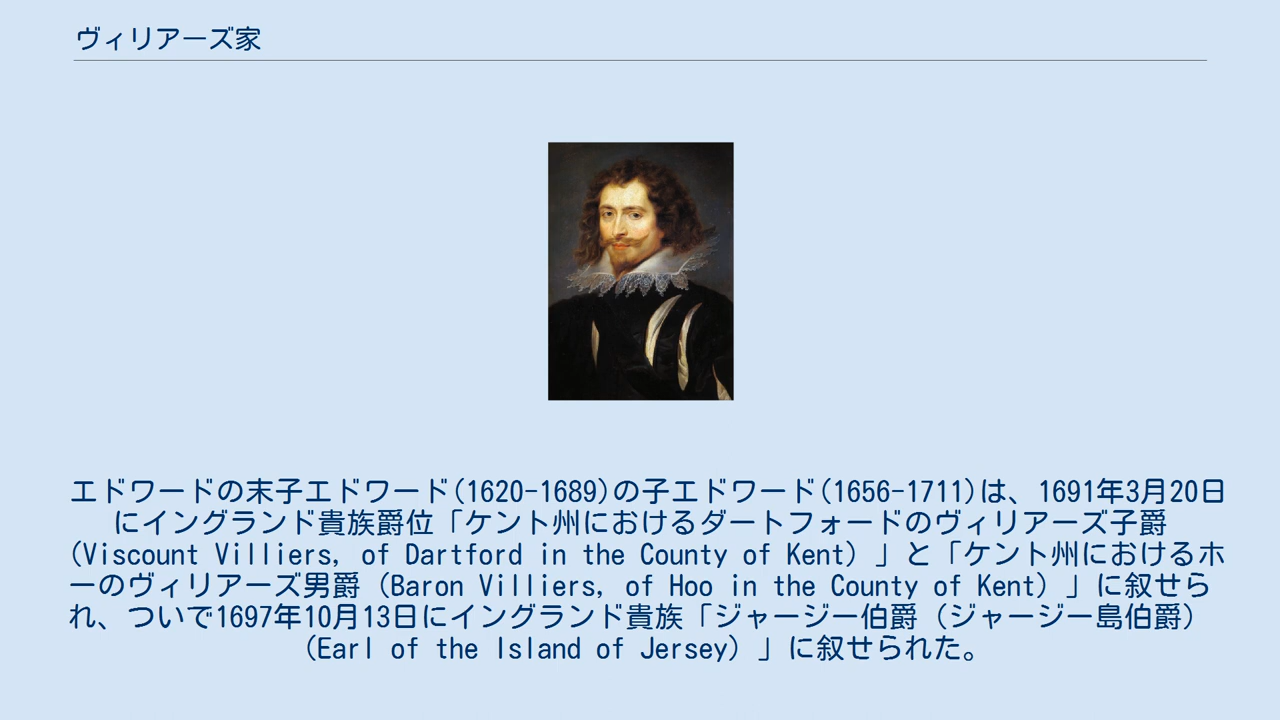 ヴィリアーズ家
エドワードの末子エドワード(1620-1689)の子エドワード(1656-1711)は、1691年3月20日
にイングランド貴族爵位「ケント州におけるダートフォードのヴィリアーズ子爵
(Viscount Villiers, of Dartford in the County of Kent) 」と「ケント州におけるホ
ーのヴィリアーズ男爵 (Baron Villiers, of Hoo in the County of Kent) 」に叙せら
れ、ついで1697年10月13日にイングランド貴族「ジャージー伯爵 (ジャージー島伯爵)
(Earl of the Island of Jersey) 」に叙せられた。